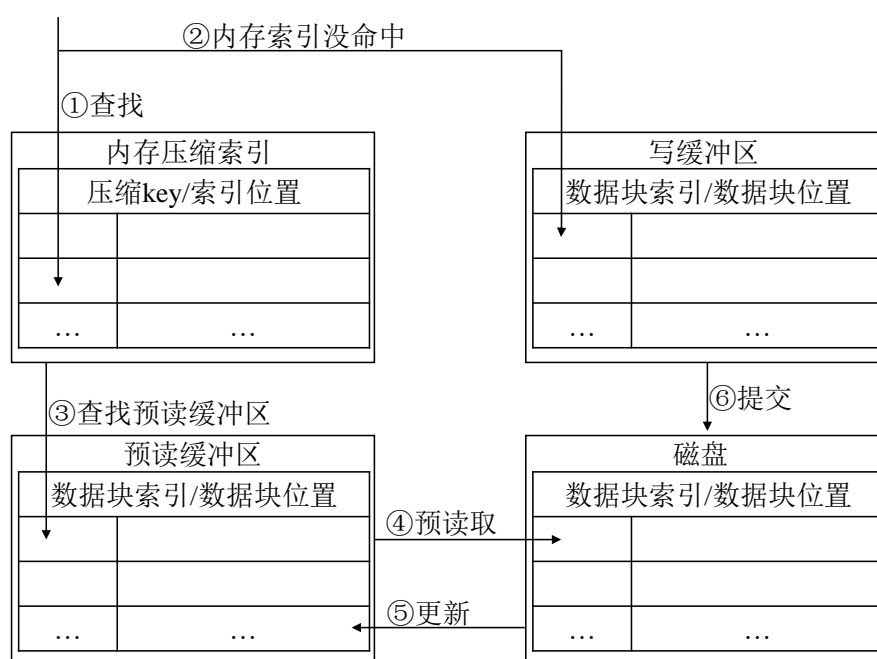 ②内存索引没命中
①查找
内存压缩索引
压缩key/索引位置
… …
写缓冲区
数据块索引/数据块位置
… …
③查找预读缓冲区
⑥提交
预读缓冲区
数据块索引/数据块位置
… …
④预读取
⑤更新
磁盘
数据块索引/数据块位置
… …